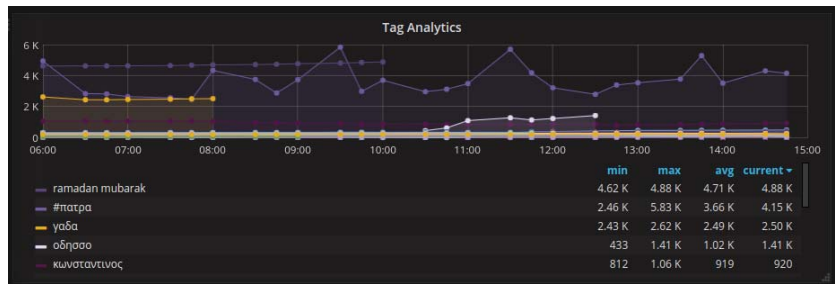 Tag Analytics
6 K
4 K
2 K
0
06:00 07:00 08:00 09:00 10:00 11:00 12:00 13:00 14:00 15:00
min max avg current
ramadan mubarak 4.62 K 4.88 K 4.71 K 4.88 K
#πατρα 2.46 K 5.83 K 3.66 K 4.15 K
γαδα 2.43 K 2.62 K 2.49 K 2.50 K
οδησσο 433 1.41 K 1.02 K 1.41 K
κωνσταντινος 812 1.06 K 919 920